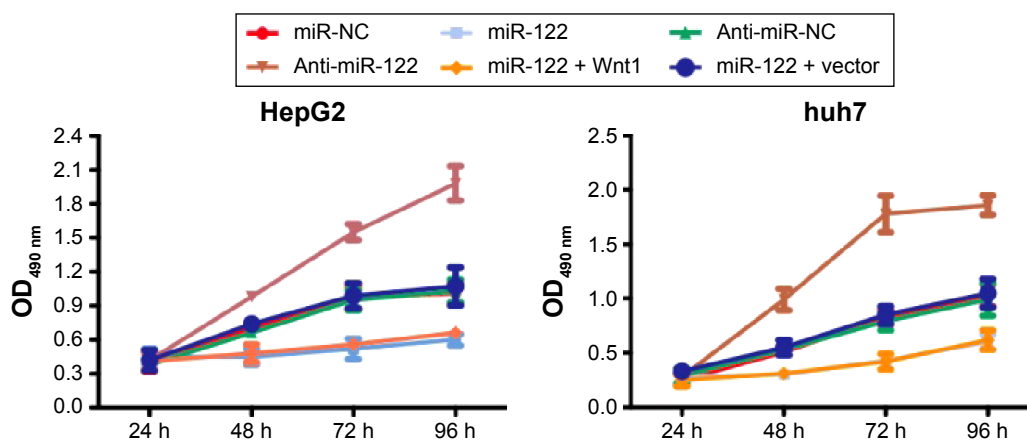 miR-NC miR-122 Anti-miR-NC
Anti-miR-122 miR-122 + Wnt1 miR-122 + vector
HepG2
2.4
2.1
1.8
1.5
1.2
0.9
0.6
0.3
0.0
OD490 nm
24 h 48 h 72 h 96 h
huh7
2.5
2.0
1.5
1.0
0.5
0.0
OD490 nm
24 h 48 h 72 h 96 h